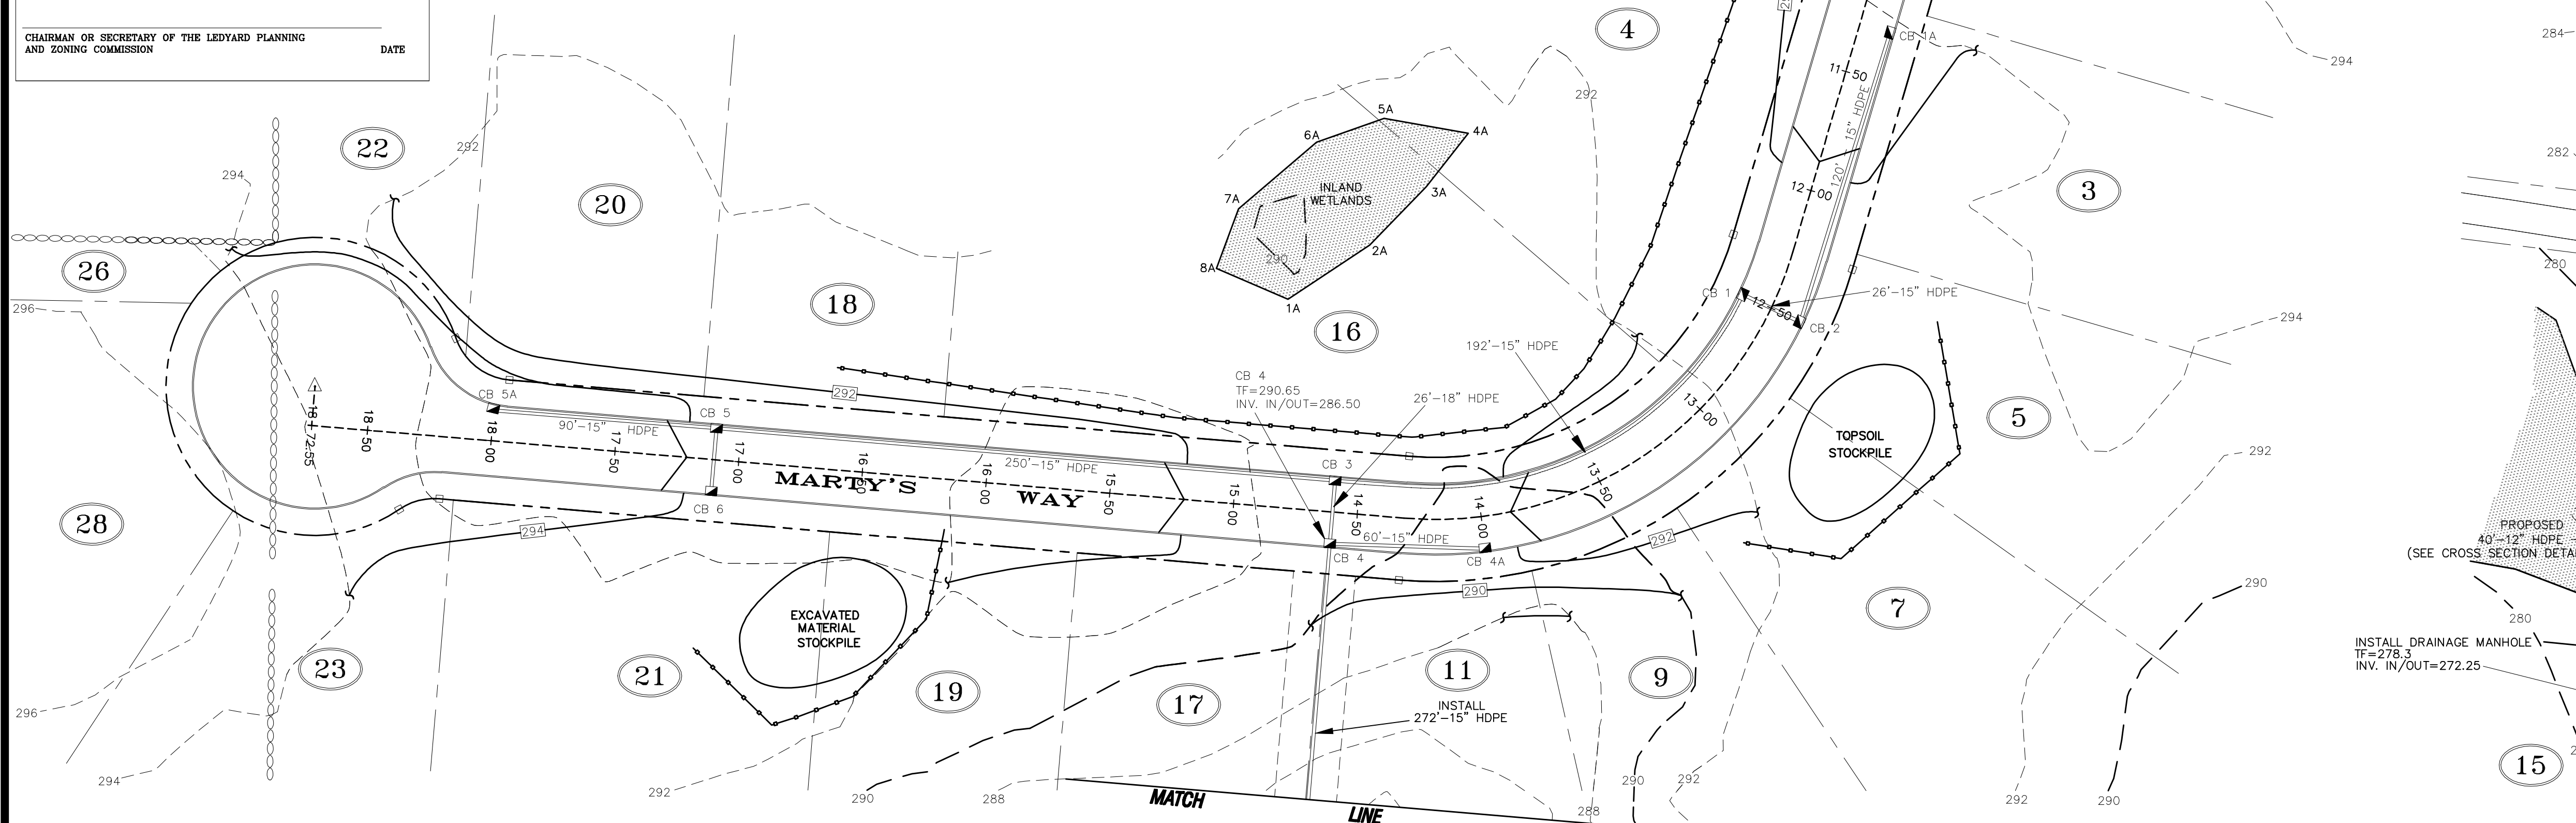 CHAIRMAN OR SECRETARY OF THE LEDYARD PLANNING
AND ZONING COMMISSION DATE
4
292
284
294
CB 1A
11+50
120' - 15" HDPE
12+00
282
3
22
292
294
20
5A
4A
6A
3A
7A
INLAND
WETLANDS
2A
290
8A
1A
26
296
18
16
CB 1
12+50
26'-15" HDPE
CB 2
294
280
192'-15" HDPE
CB 4
TF=290.65
INV. IN/OUT=286.50
26'-18" HDPE
292
CB 5A
CB 5
18+72.55
18+50
18+00
90'-15" HDPE
17+50
17+00
16+50
250'-15" HDPE
16+00
15+50
15+00
CB 3
14+50
14+00
13+50
13+00
MARTY'S
WAY
TOPSOIL
STOCKPILE
5
292
CB 6
28
294
60'-15" HDPE
CB 4
CB 4A
292
290
PROPOSED
40'-12" HDPE
(SEE CROSS SECTION DETAI
290
280
7
EXCAVATED
MATERIAL
STOCKPILE
23
21
19
17
11
9
INSTALL DRAINAGE MANHOLE
TF=278.3
INV. IN/OUT=272.25
INSTALL
272'-15" HDPE
296
294
292
290
288
MATCH
LINE
288
290
292
292
290
15